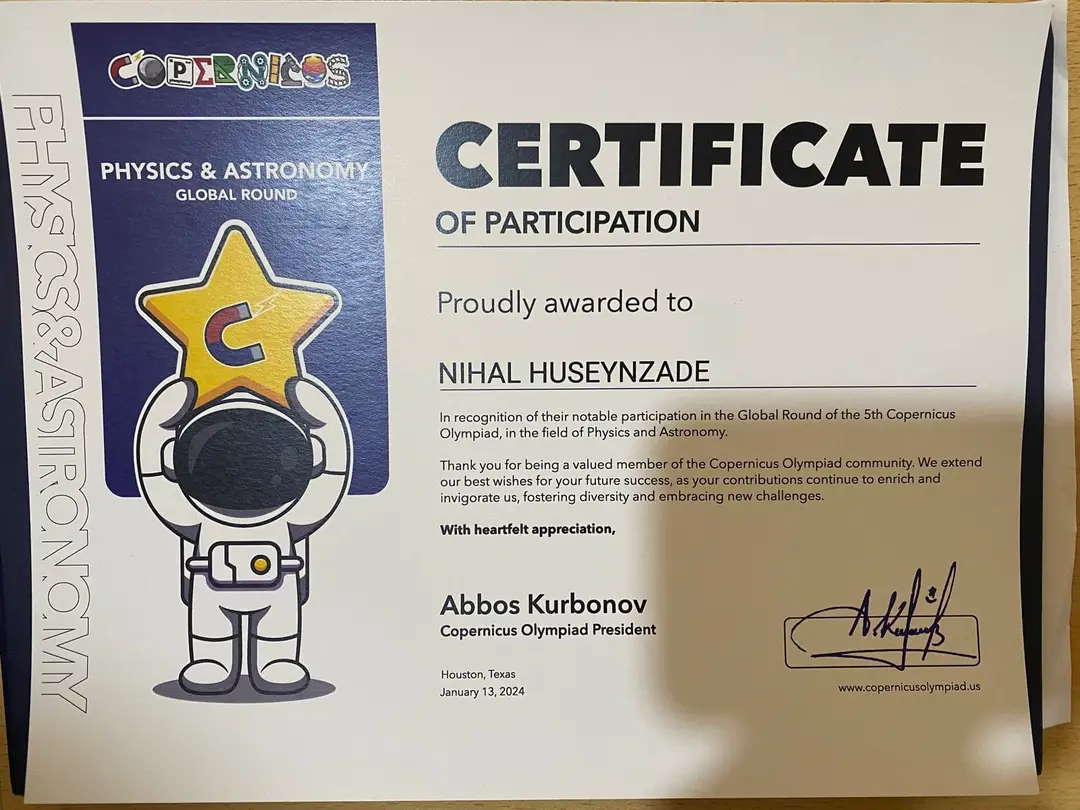 COPERNICUS
PHYSICS & ASTRONOMY
GLOBAL ROUND
PHYSICS & ASTRONOMY
CERTIFICATE
OF PARTICIPATION
Proudly awarded to
NIHAL HUSEYNZADE
In recognition of their notable participation in the Global Round of the 5th Copernicus
Olympiad, in the field of Physics and Astronomy.
Thank you for being a valued member of the Copernicus Olympiad community. We extend
our best wishes for your future success, as your contributions continue to enrich and
invigorate us, fostering diversity and embracing new challenges.
With heartfelt appreciation,
Abbos Kurbonov
Copernicus Olympiad President
Houston, Texas
January 13, 2024
www.copernicusolympiad.us